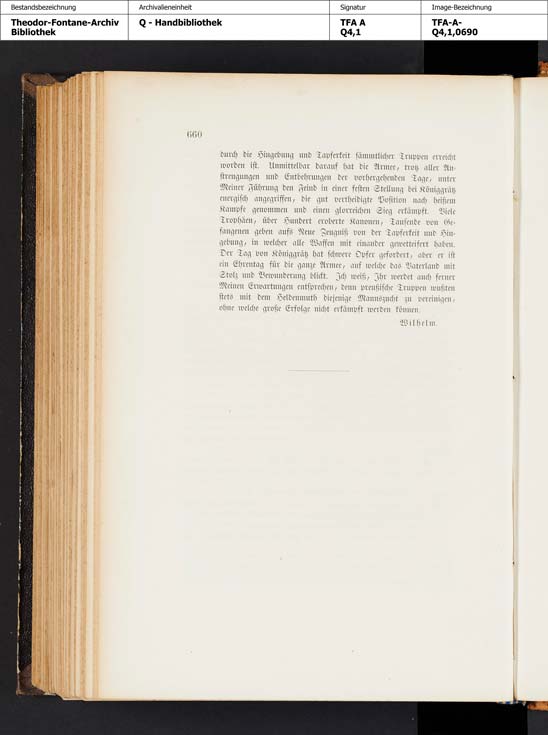 Bestandsbezeichnung Archivalieneinheit Signatur Image-Bezeichnung
Theodor-Fontane-Archiv Q - Handbibliothek TFA A TFA-A-
Bibliothek Q4,1 Q4,1,0690
660
durch die Hingebung und Tapferkeit sämmtlicher Truppen erreicht
worden ist. Unmittelbar darauf hat die Armee, trotz aller An-
strengungen und Entbehrungen der vorhergehenden Tage, unter
Meiner Führung den Feind in einer festen Stellung bei Königgrätz
energisch angegriffen, die gut vertheidigte Position nach heißem
Kampfe genommen und einen glorreichen Sieg erkämpft. Viele
Trophäen, über Hundert eroberte Kanonen, Tausende von Ge-
fangenen geben aufs Neue Zeugniß von der Tapferkeit und Hin-
gebung, in welcher alle Waffen mit einander gewetteifert haben.
Der Tag von Königgrätz hat schwere Opfer gefordert, aber er ist
ein Ehrentag für die ganze Armee, auf welche das Vaterland mit
Stolz und Bewunderung blickt. Ich weiß, Ihr werdet auch ferner
Meinen Erwartungen entsprechen, denn preußische Truppen wußten
stets mit dem Heldenmuth diejenige Mannszucht zu vereinigen,
ohne welche große Erfolge nicht erkämpft werden können.
Wilhelm.